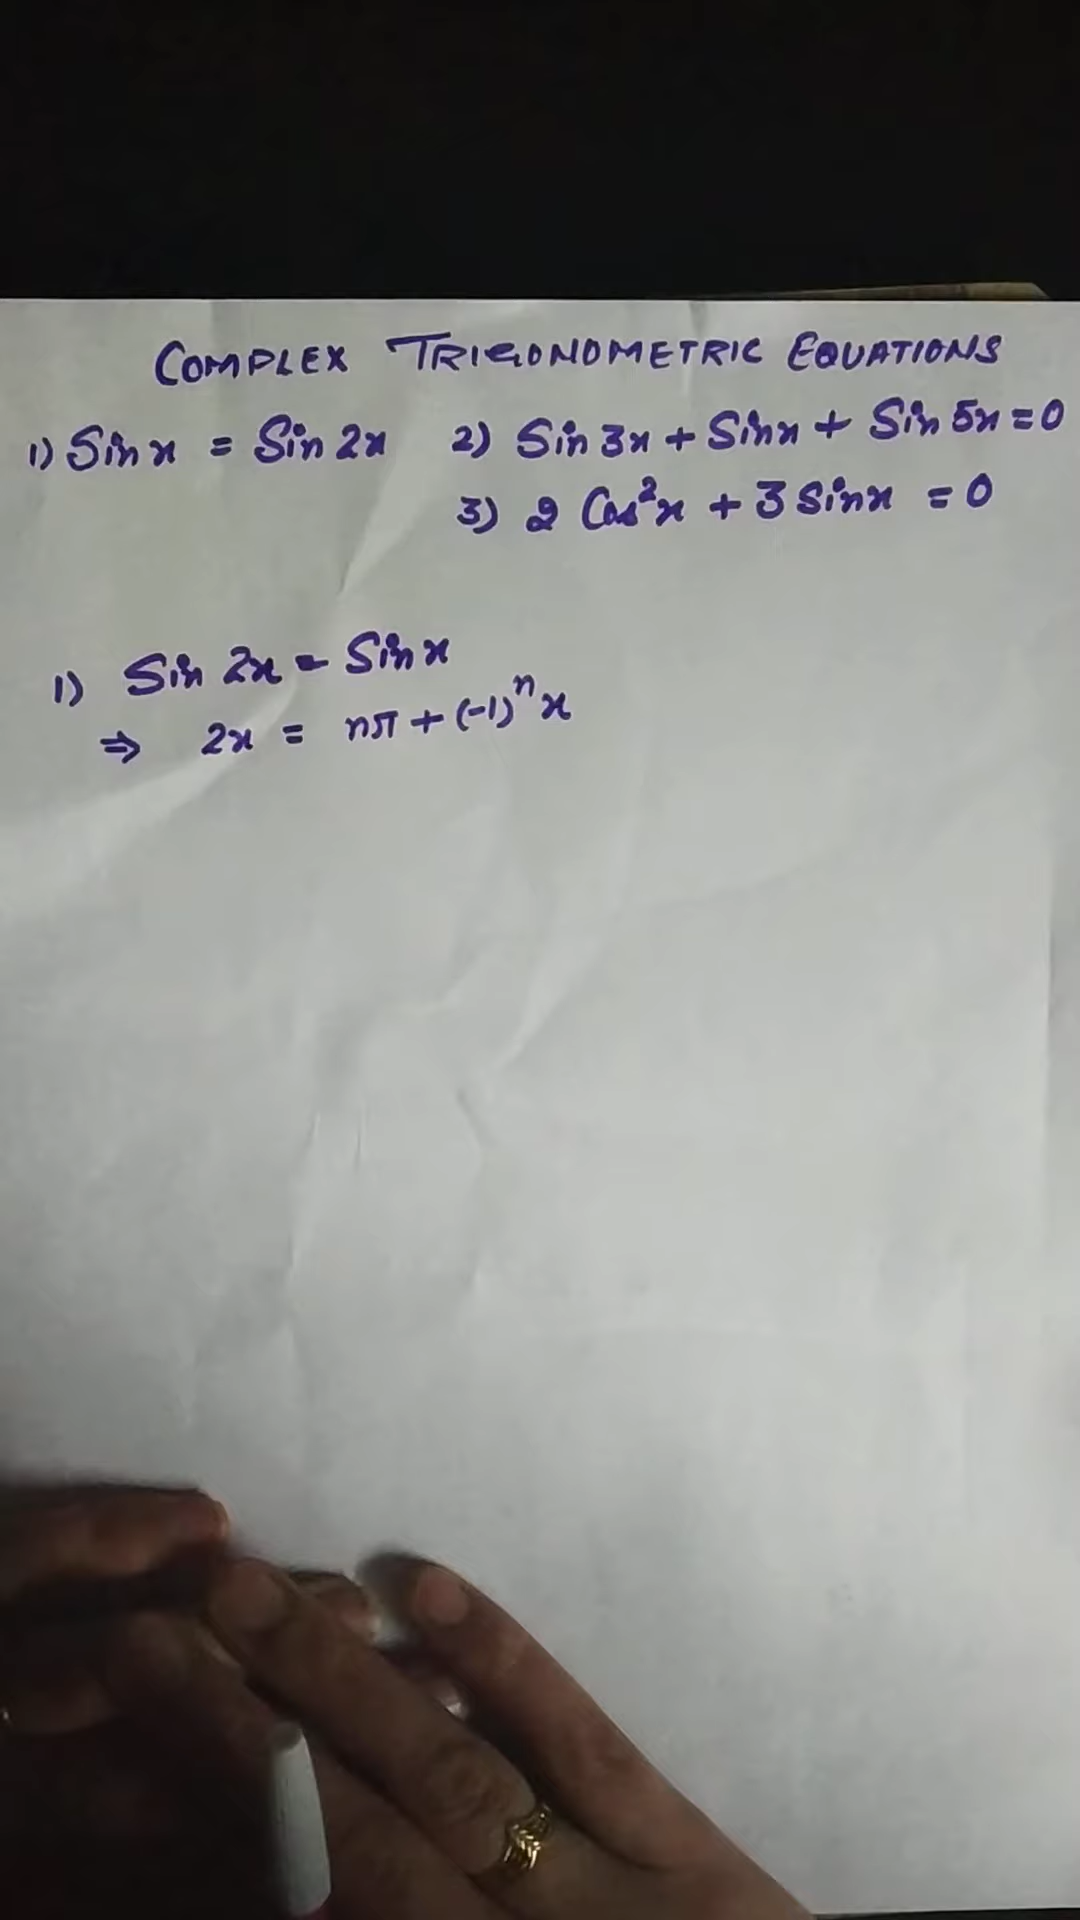 COMPLEX TRIGONOMETRIC EQUATIONS
1) Sin x = Sin 2x 2) Sin 3x + Sin x + Sin 5x = 0
3) 2 Cos²x + 3 Sin x = 0
1) Sin 2x = Sin x
⇒ 2x = nπ + (-1)ⁿ x